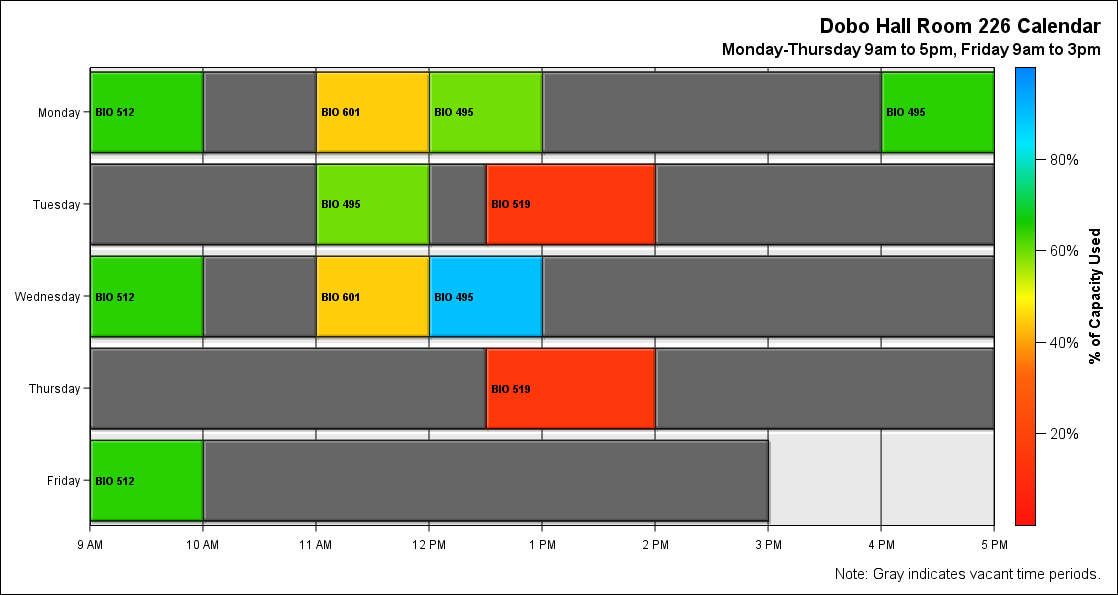 Dobo Hall Room 226 Calendar
Monday-Thursday 9am to 5pm, Friday 9am to 3pm
Monday
BIO 512
BIO 601
BIO 495
BIO 495
Tuesday
BIO 495
BIO 519
Wednesday
BIO 512
BIO 601
BIO 495
Thursday
BIO 519
Friday
BIO 512
9 AM
10 AM
11 AM
12 PM
1 PM
2 PM
3 PM
4 PM
5 PM
80%
60%
40%
20%
% of Capacity Used
Note: Gray indicates vacant time periods.